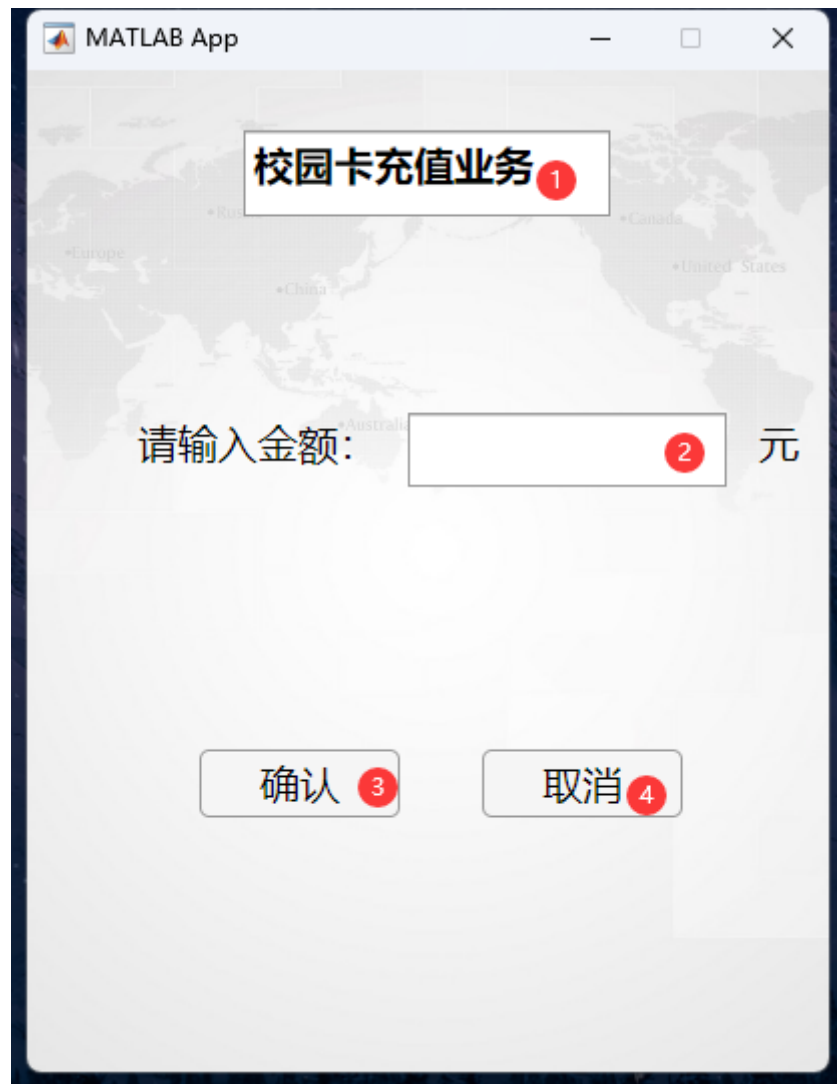 MATLAB App
校园卡充值业务 1
•Rus
•Canada
•Europe
•United States
•China
•Australia
请输入金额： 2 元
确认 3 取消 4